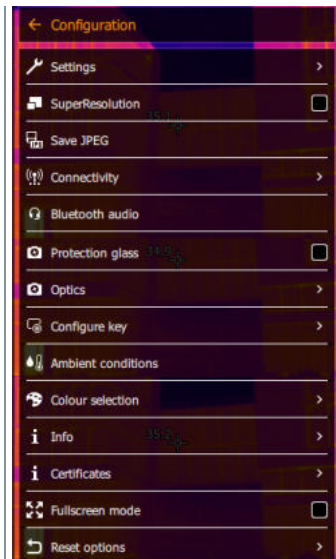 Configuration
Settings
SuperResolution
Save JPEG
Connectivity
Bluetooth audio
Protection glass
Optics
Configure key
Ambient conditions
Colour selection
Info
Certificates
Fullscreen mode
Reset options